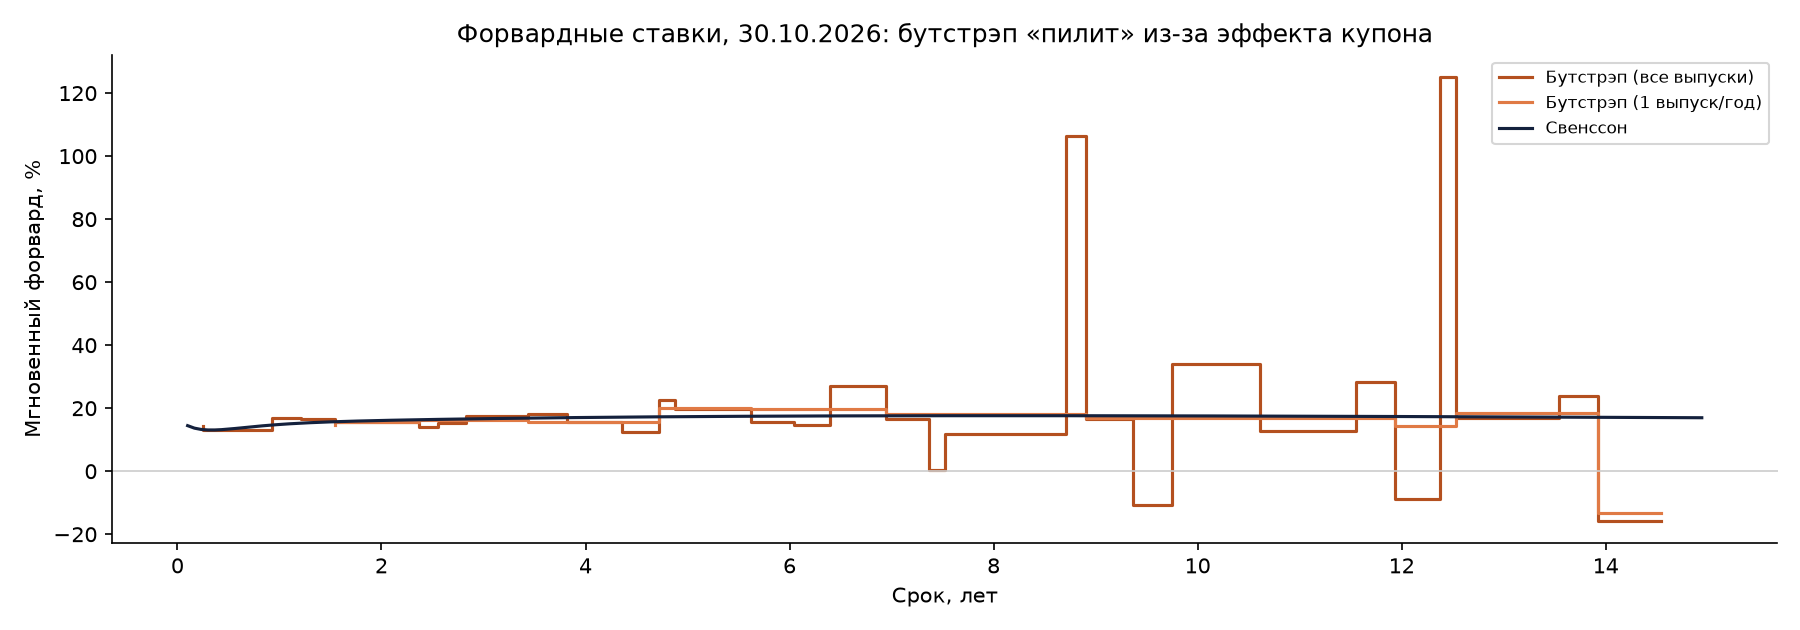 Форвардные ставки, 30.10.2026: бутстрэп «пилит» из-за эффекта купона
Бутстрэп (все выпуски)
Бутстрэп (1 выпуск/год)
Свенссон
Мгновенный форвард, %
120
100
80
60
40
20
0
−20
0 2 4 6 8 10 12 14
Срок, лет